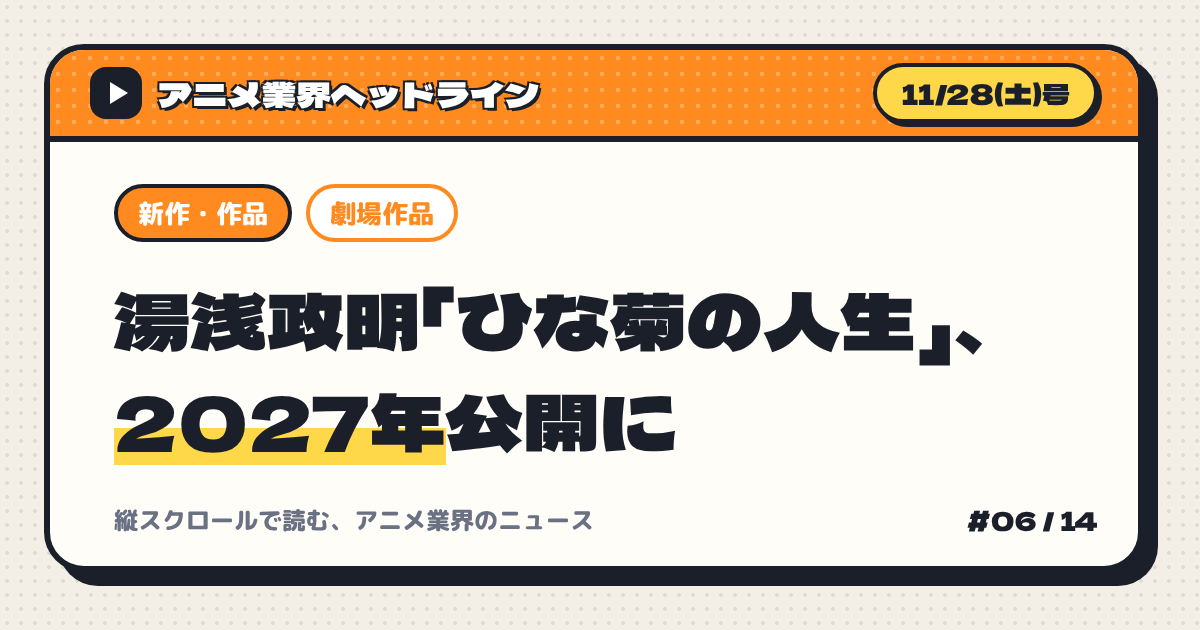 アニメ業界ヘッドライン
11/28(土)号
新作・作品
劇場作品
湯浅政明「ひな菊の人生」、
2027年公開に
縦スクロールで読む、アニメ業界のニュース
#06 / 14